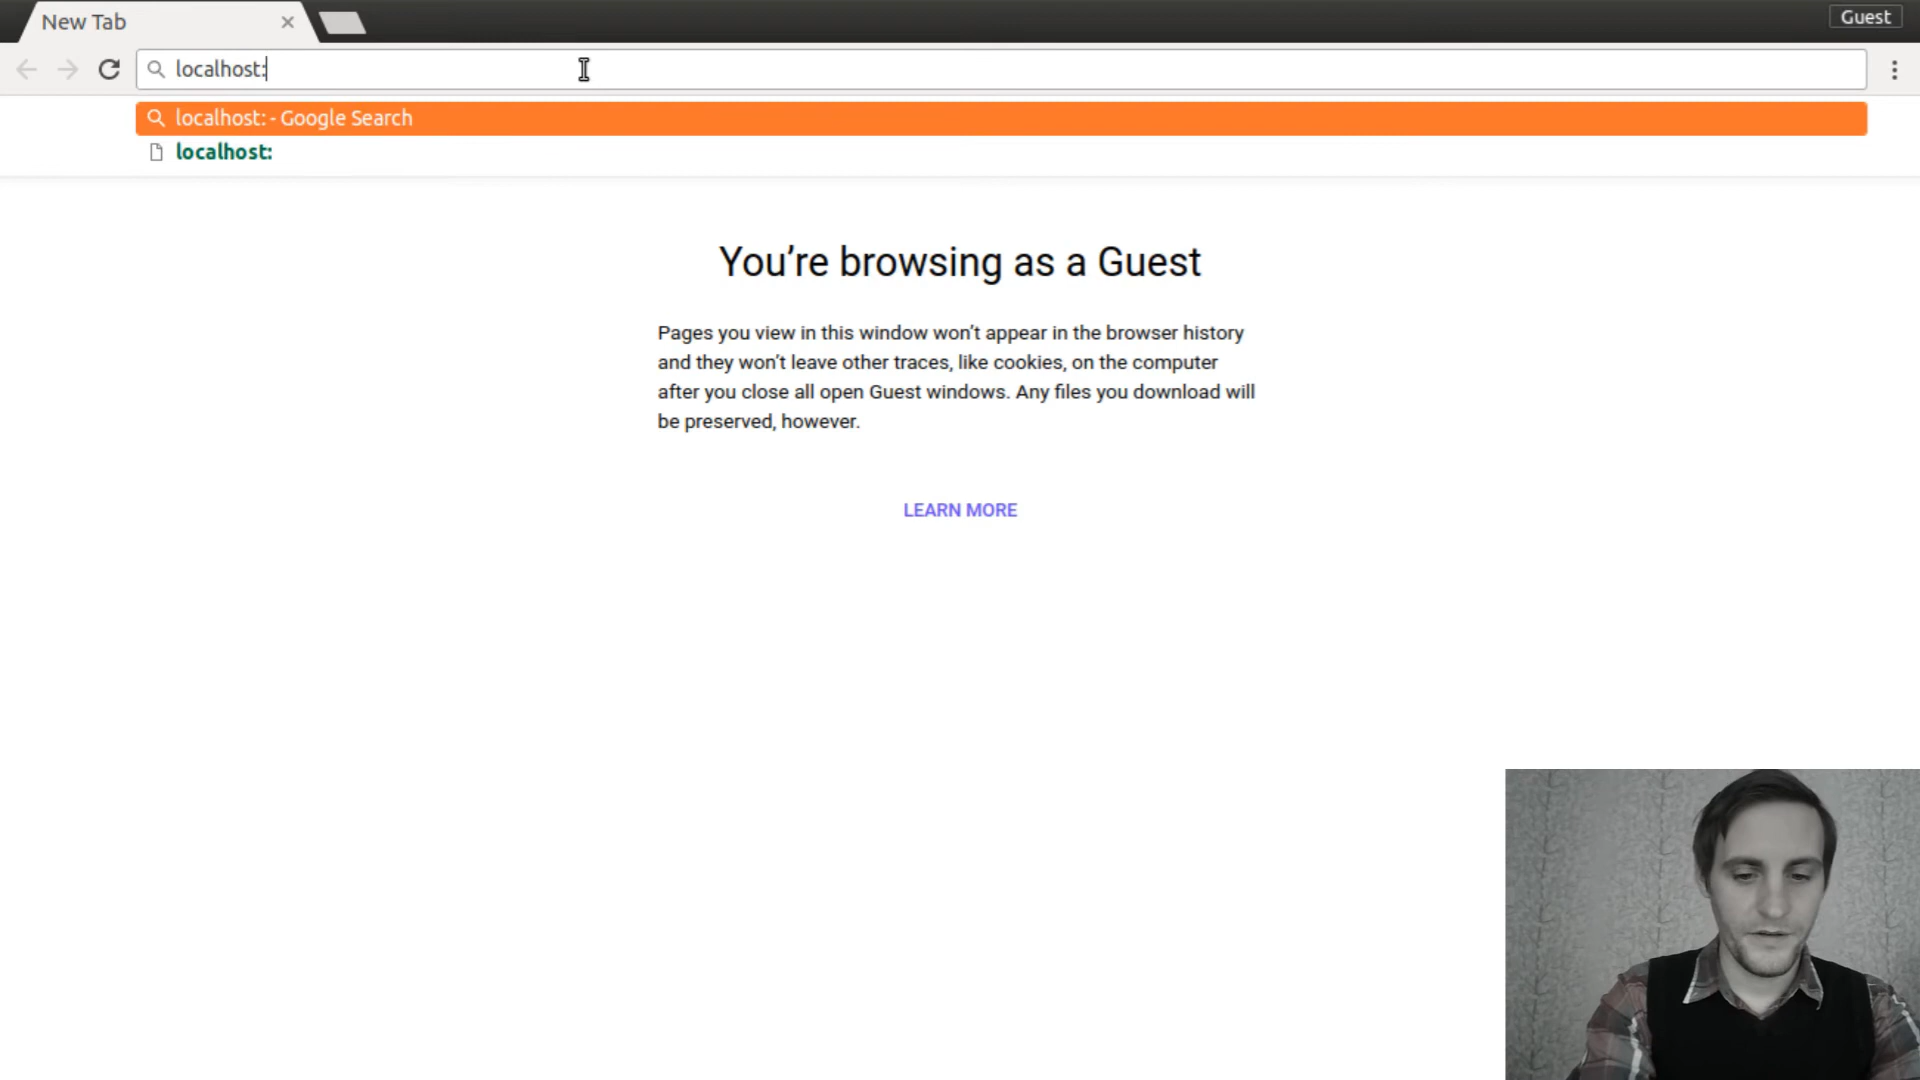 New Tab
Guest
localhost:
localhost: - Google Search
localhost:
You’re browsing as a Guest
Pages you view in this window won’t appear in the browser history
and they won’t leave other traces, like cookies, on the computer
after you close all open Guest windows. Any files you download will
be preserved, however.
LEARN MORE